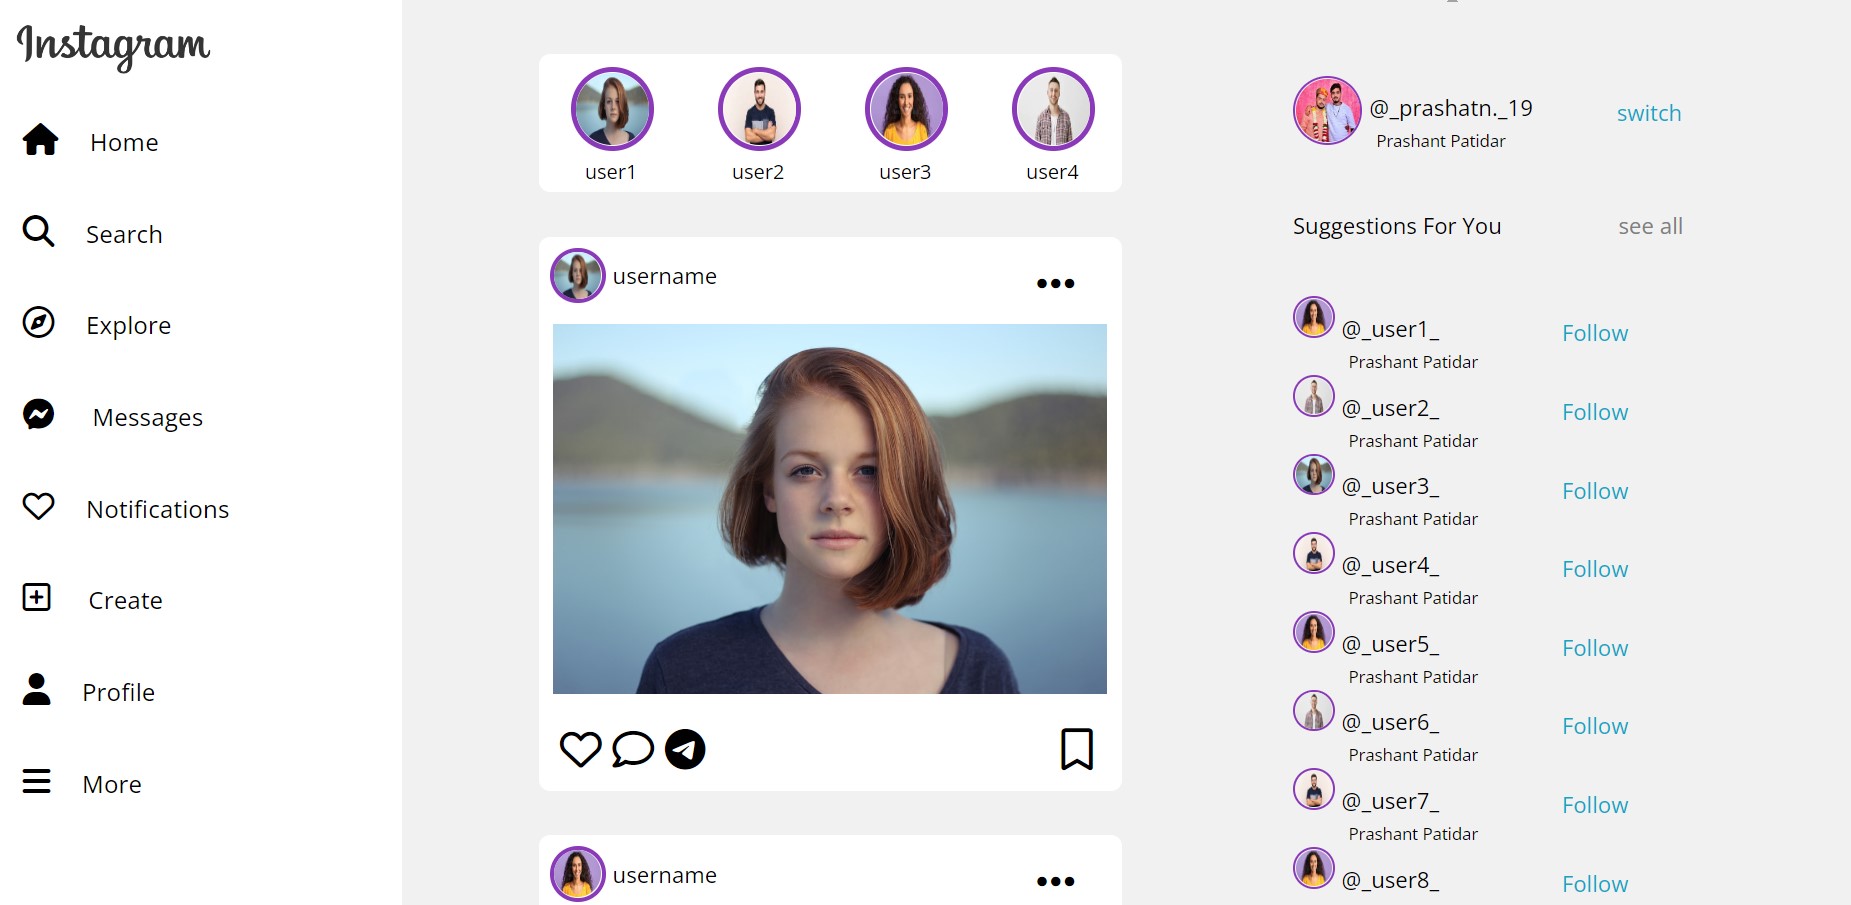 Instagram
Home
Search
Explore
Messages
Notifications
Create
Profile
More
user1 user2 user3 user4
username
username
@_prashatn._19 switch
Prashant Patidar
Suggestions For You see all
@_user1_ Follow
Prashant Patidar
@_user2_ Follow
Prashant Patidar
@_user3_ Follow
Prashant Patidar
@_user4_ Follow
Prashant Patidar
@_user5_ Follow
Prashant Patidar
@_user6_ Follow
Prashant Patidar
@_user7_ Follow
Prashant Patidar
@_user8_ Follow